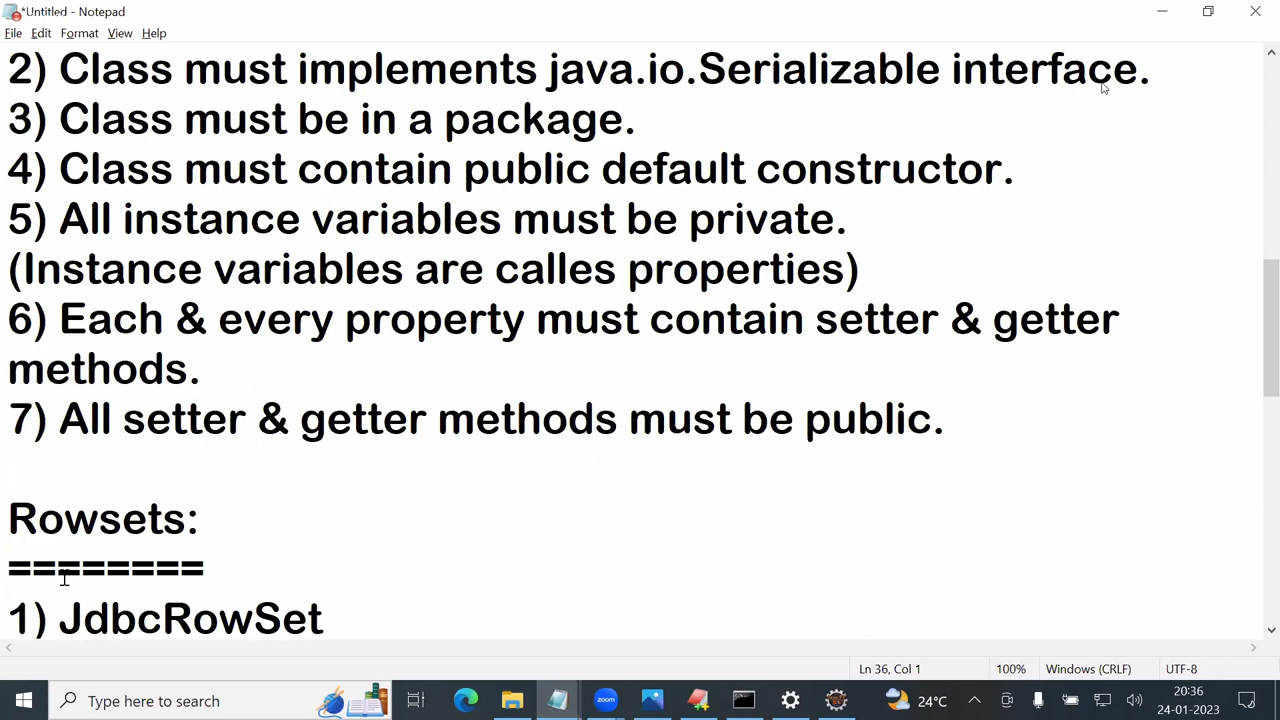 *Untitled - Notepad
File Edit Format View Help
2) Class must implements java.io.Serializable interface.
3) Class must be in a package.
4) Class must contain public default constructor.
5) All instance variables must be private.
(Instance variables are calles properties)
6) Each & every property must contain setter & getter
methods.
7) All setter & getter methods must be public.
Rowsets:
========
1) JdbcRowSet
Ln 36, Col 1 100% Windows (CRLF) UTF-8
Type here to search zoom 24°C 20:36
24-01-2023